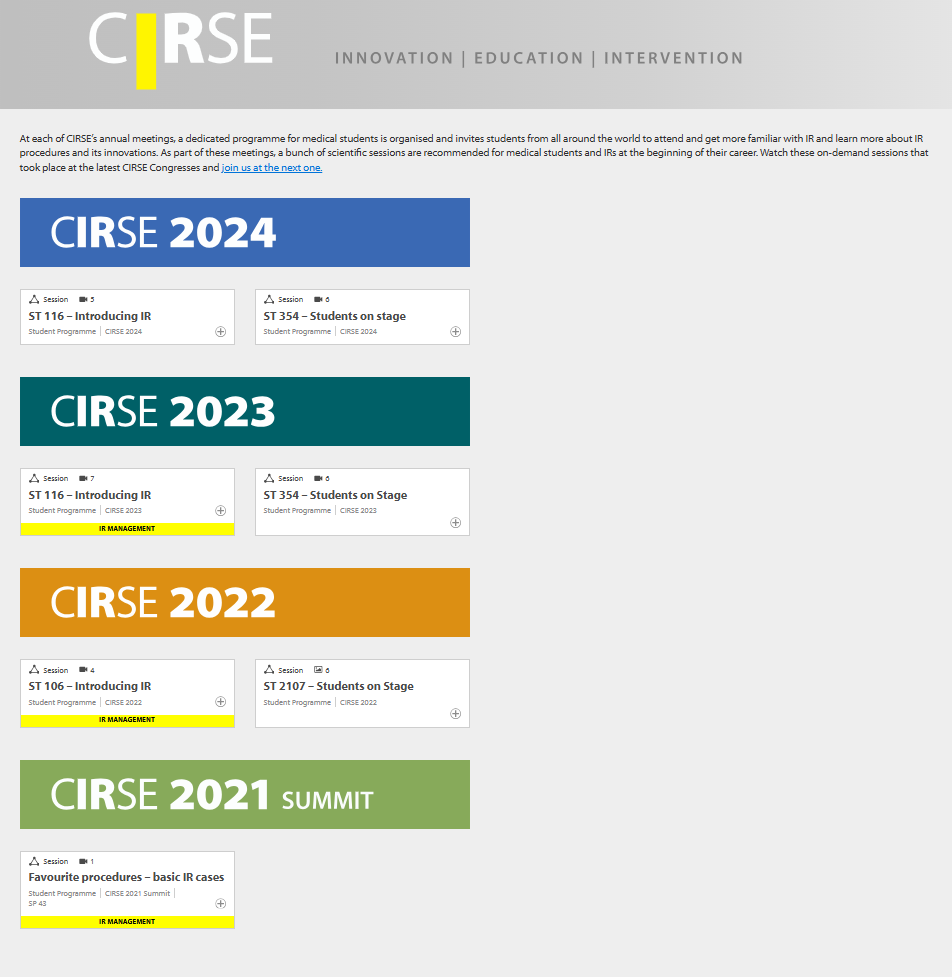 CIRSE
INNOVATION | EDUCATION | INTERVENTION
At each of CIRSE's annual meetings, a dedicated programme for medical students is organised and invites students from all around the world to attend and get more familiar with IR and learn more about IR
procedures and its innovations. As part of these meetings, a bunch of scientific sessions are recommended for medical students and IRs at the beginning of their career. Watch these on-demand sessions that
took place at the latest CIRSE Congresses and join us at the next one.
CIRSE 2024
Session 5
ST 116 – Introducing IR
Student Programme | CIRSE 2024
Session 6
ST 354 – Students on stage
Student Programme | CIRSE 2024
CIRSE 2023
Session 7
ST 116 – Introducing IR
Student Programme | CIRSE 2023
IR MANAGEMENT
Session 6
ST 354 – Students on Stage
Student Programme | CIRSE 2023
CIRSE 2022
Session 4
ST 106 – Introducing IR
Student Programme | CIRSE 2022
IR MANAGEMENT
Session 6
ST 2107 – Students on Stage
Student Programme | CIRSE 2022
CIRSE 2021 SUMMIT
Session 1
Favourite procedures – basic IR cases
Student Programme | CIRSE 2021 Summit |
SP 43
IR MANAGEMENT